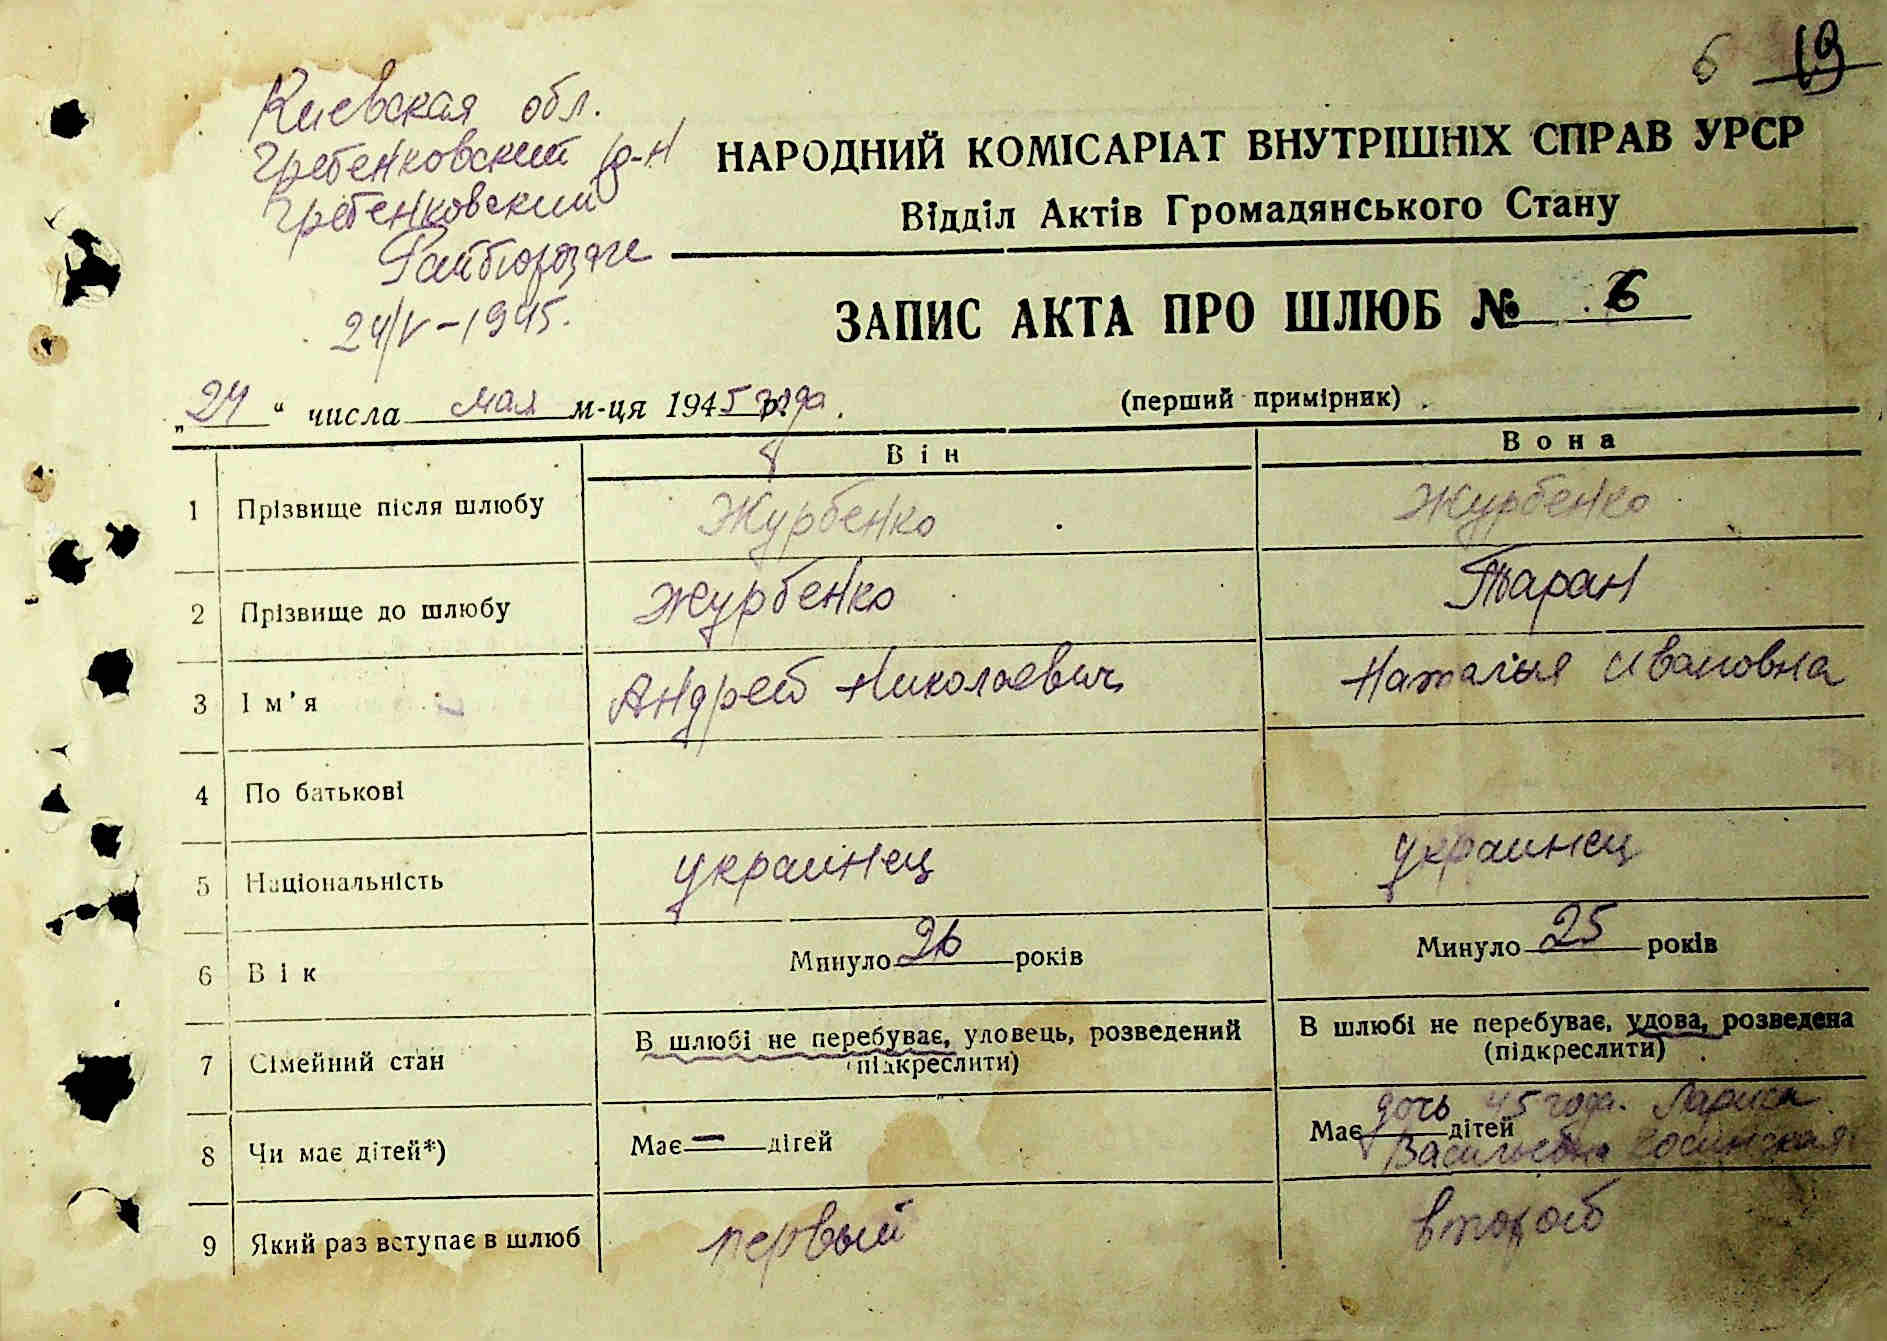 6 19
Киевская обл.
Гребенковский р-н
Гребенковский
Райбюрозагс
24/V-1945.
НАРОДНИЙ КОМІСАРІАТ ВНУТРІШНІХ СПРАВ УРСР
Відділ Актів Громадянського Стану
ЗАПИС АКТА ПРО ШЛЮБ № 6
„24“ числа мая м-ця 1945 года.
(перший примірник)
Він Вона
1 Прізвище після шлюбу Журбенко Журбенко
2 Прізвище до шлюбу Журбенко Таран
3 Ім'я Андрей Николаевич Наталья Ивановна
4 По батькові
5 Національність украинец украинец
6 Вік Минуло 26 років Минуло 25 років
7 Сімейний стан В шлюбі не перебуває, уловець, розведений (підкреслити) В шлюбі не перебуває, удова, розведена (підкреслити)
8 Чи має дітей*) Має — дітей Має дочь 45 года. Лариса дітей Васильевна
9 Який раз вступає в шлюб первый второй